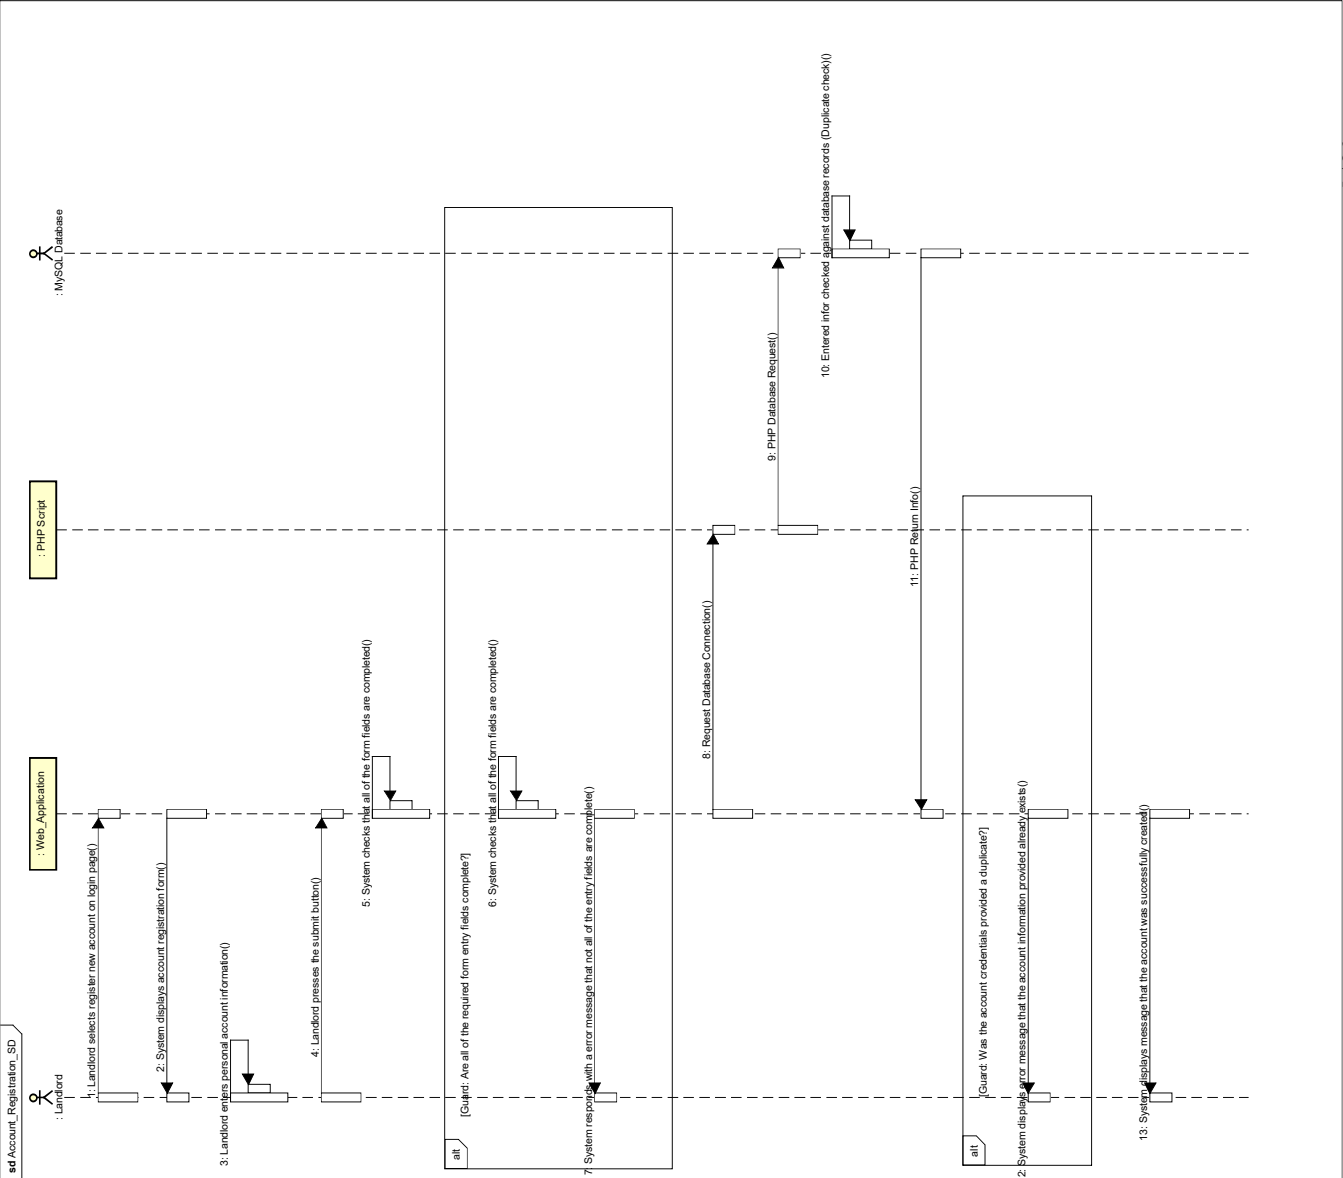 sd Account_Registration_SD
: Landlord
: Web_Application
: PHP Script
: MySQL Database
1: Landlord selects register new account on login page()
2: System displays account registration form()
3: Landlord enters personal account information()
4: Landlord presses the submit button()
5: System checks that all of the form fields are completed()
alt
[Guard: Are all of the required form entry fields complete?]
6: System checks that all of the form fields are completed()
7: System responds with a error message that not all of the entry fields are complete()
8: Request Database Connection()
9: PHP Database Request()
10: Entered infor checked against database records (Duplicate check)()
11: PHP Return Info()
alt
[Guard: Was the account credentials provided a duplicate?]
2: System displays error message that the account information provided already exists()
13: System displays message that the account was successfully created()